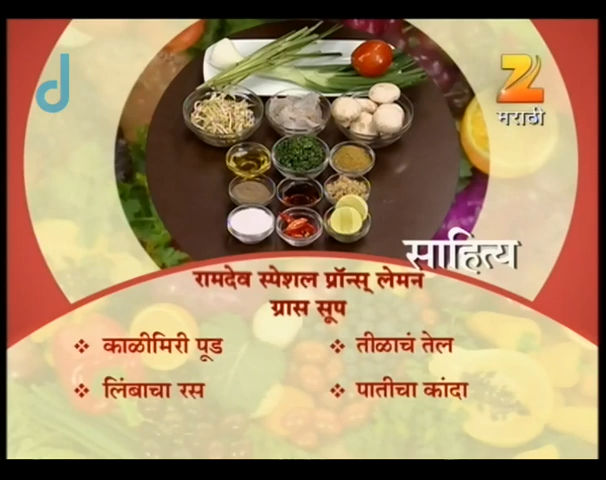 मराठी
साहित्य
रामदेव स्पेशल प्रॉन्स् लेमन
ग्रास सूप
❖ काळीमिरी पूड
❖ तीळाचं तेल
❖ लिंबाचा रस
❖ पातीचा कांदा